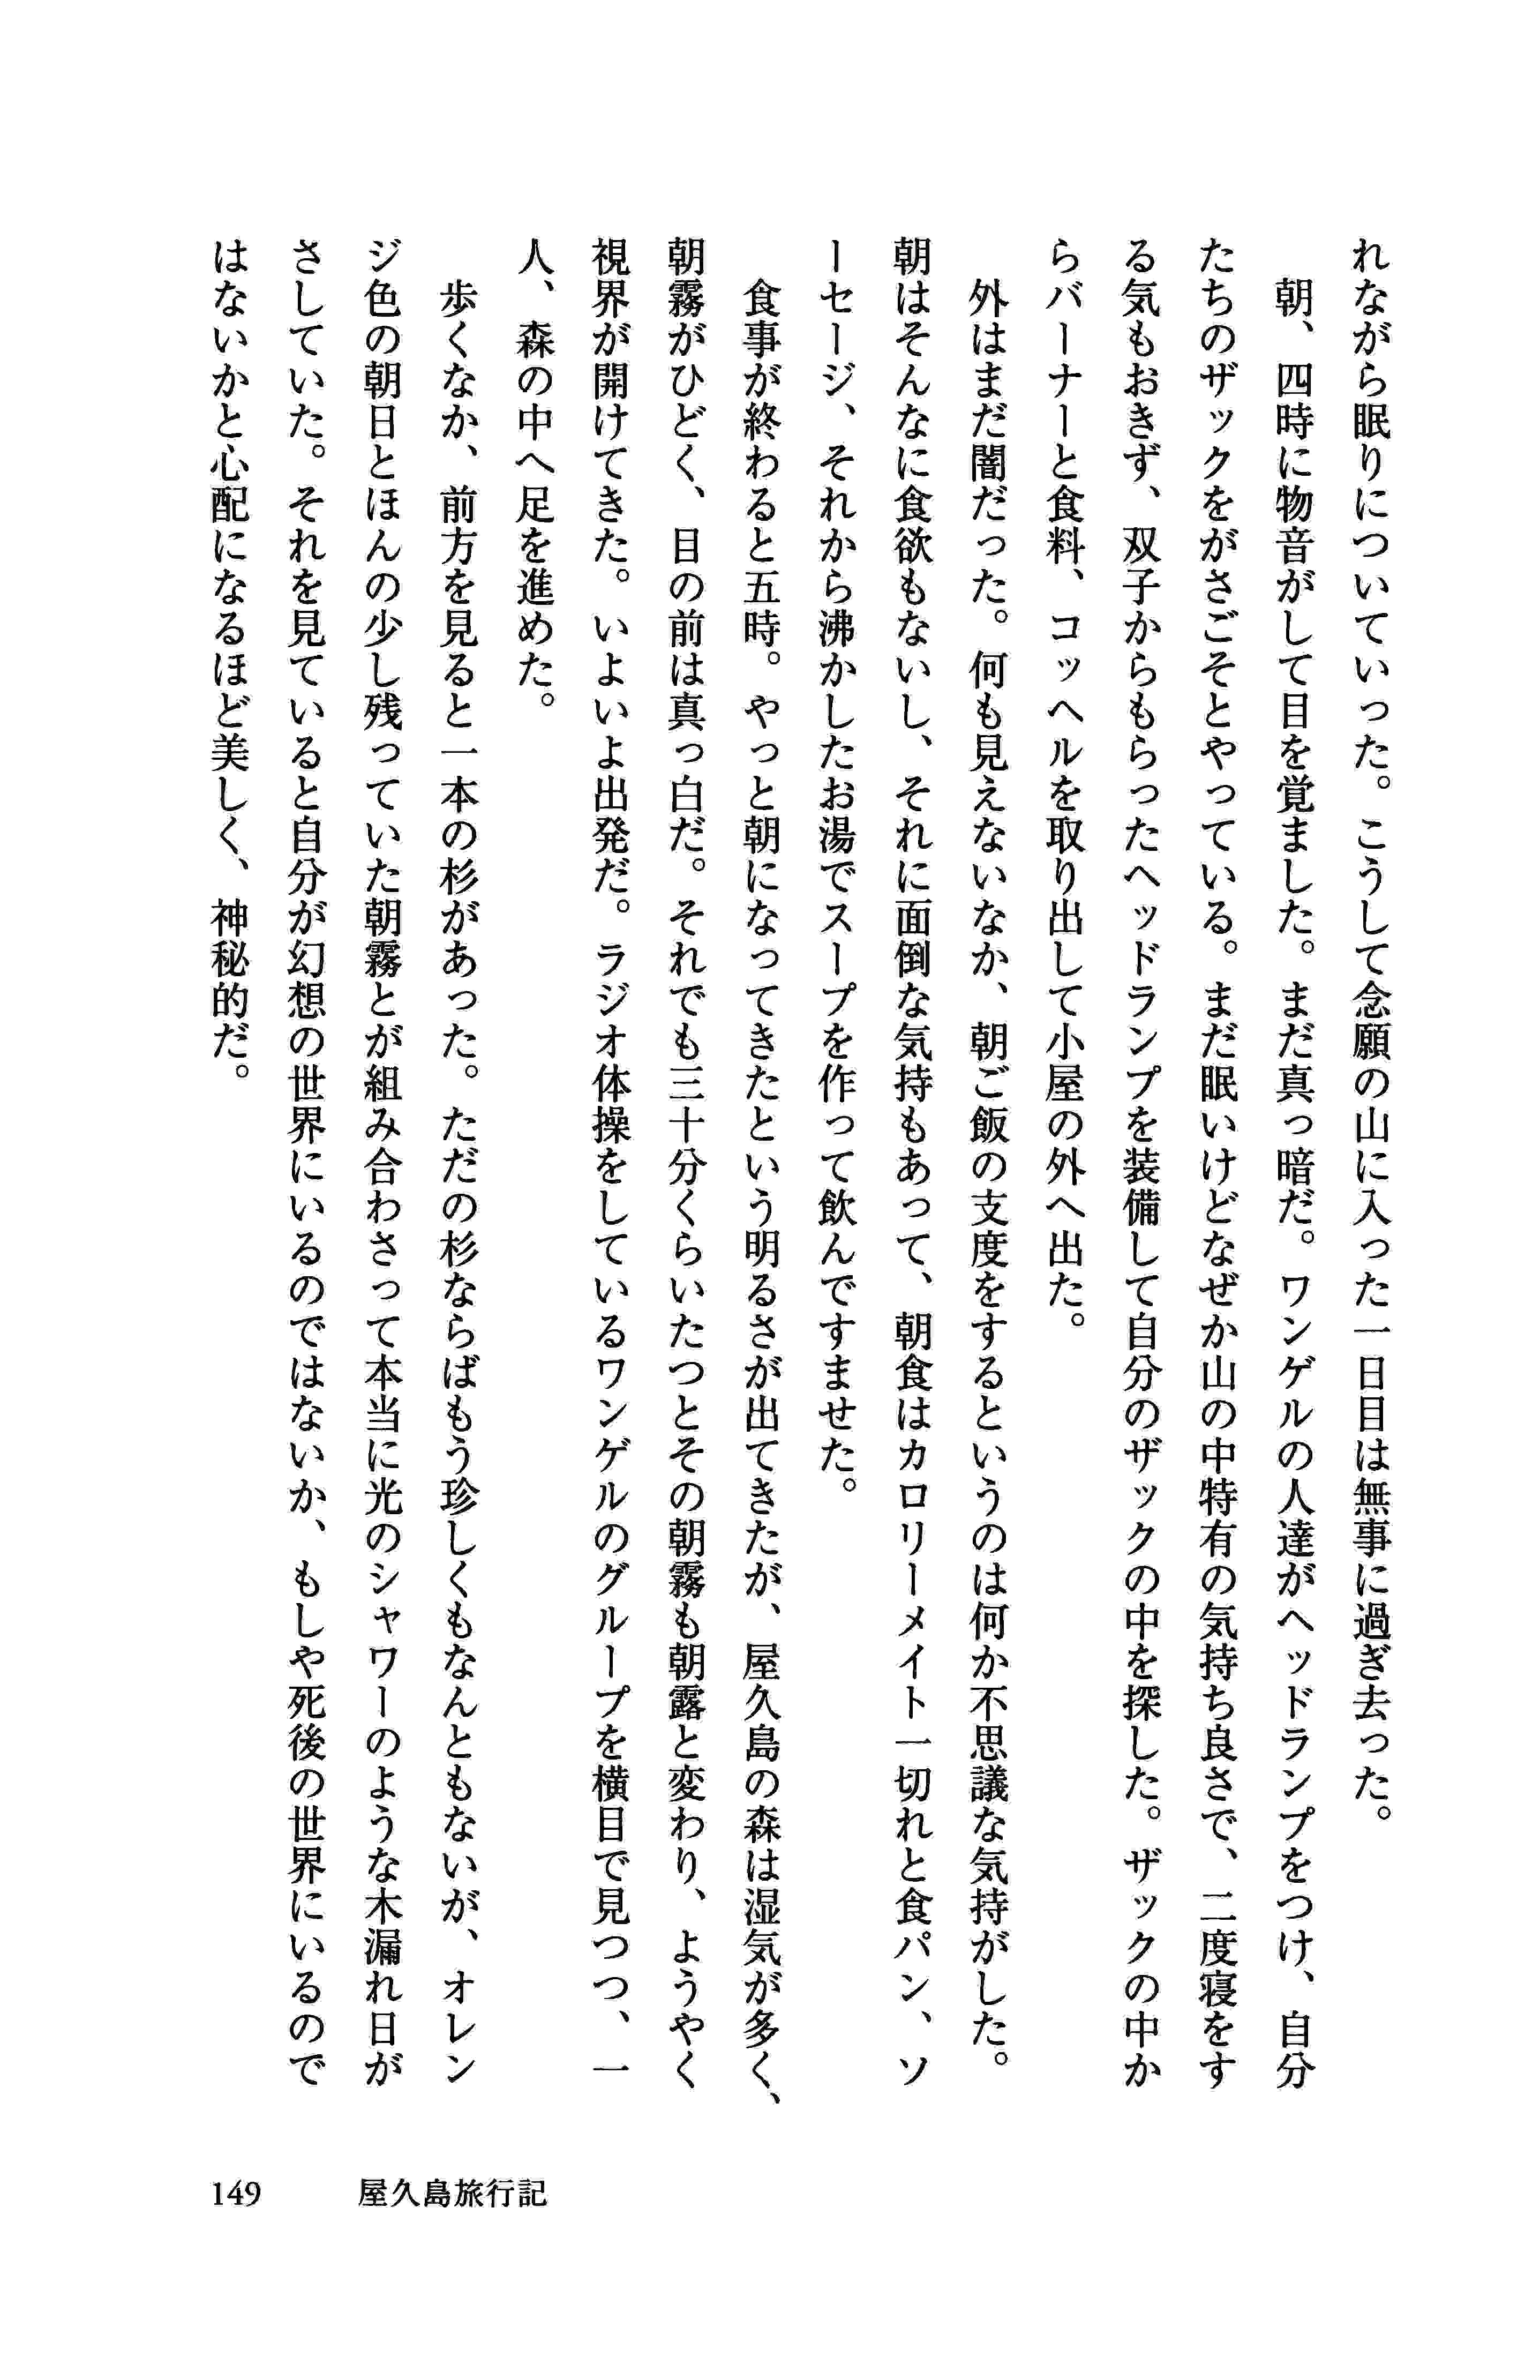 れながら眠りについていった。こうして念願の山に入った一日目は無事に過ぎ去った。
朝、四時に物音がして目を覚ました。まだ真っ暗だ。ワンゲルの人達がヘッドランプをつけ、自分
たちのザックをがさごそとやっている。まだ眠いけどなぜか山の中特有の気持ち良さで、二度寝をす
る気もおきず、双子からもらったヘッドランプを装備して自分のザックの中を探した。ザックの中か
らバーナーと食料、コッヘルを取り出して小屋の外へ出た。
外はまだ闇だった。何も見えないなか、朝ご飯の支度をするというのは何か不思議な気持がした。
朝はそんなに食欲もないし、それに面倒な気持もあって、朝食はカロリーメイト一切れと食パン、ソ
ーセージ、それから沸かしたお湯でスープを作って飲んですませた。
食事が終わると五時。やっと朝になってきたという明るさが出てきたが、屋久島の森は湿気が多く、
朝霧がひどく、目の前は真っ白だ。それでも三十分くらいたつとその朝霧も朝露と変わり、ようやく
視界が開けてきた。いよいよ出発だ。ラジオ体操をしているワンゲルのグループを横目で見つつ、一
人、森の中へ足を進めた。
歩くなか、前方を見ると一本の杉があった。ただの杉ならばもう珍しくもなんともないが、オレン
ジ色の朝日とほんの少し残っていた朝霧とが組み合わさって本当に光のシャワーのような木漏れ日が
さしていた。それを見ていると自分が幻想の世界にいるのではないか、もしや死後の世界にいるので
はないかと心配になるほど美しく、神秘的だ。
149 屋久島旅行記